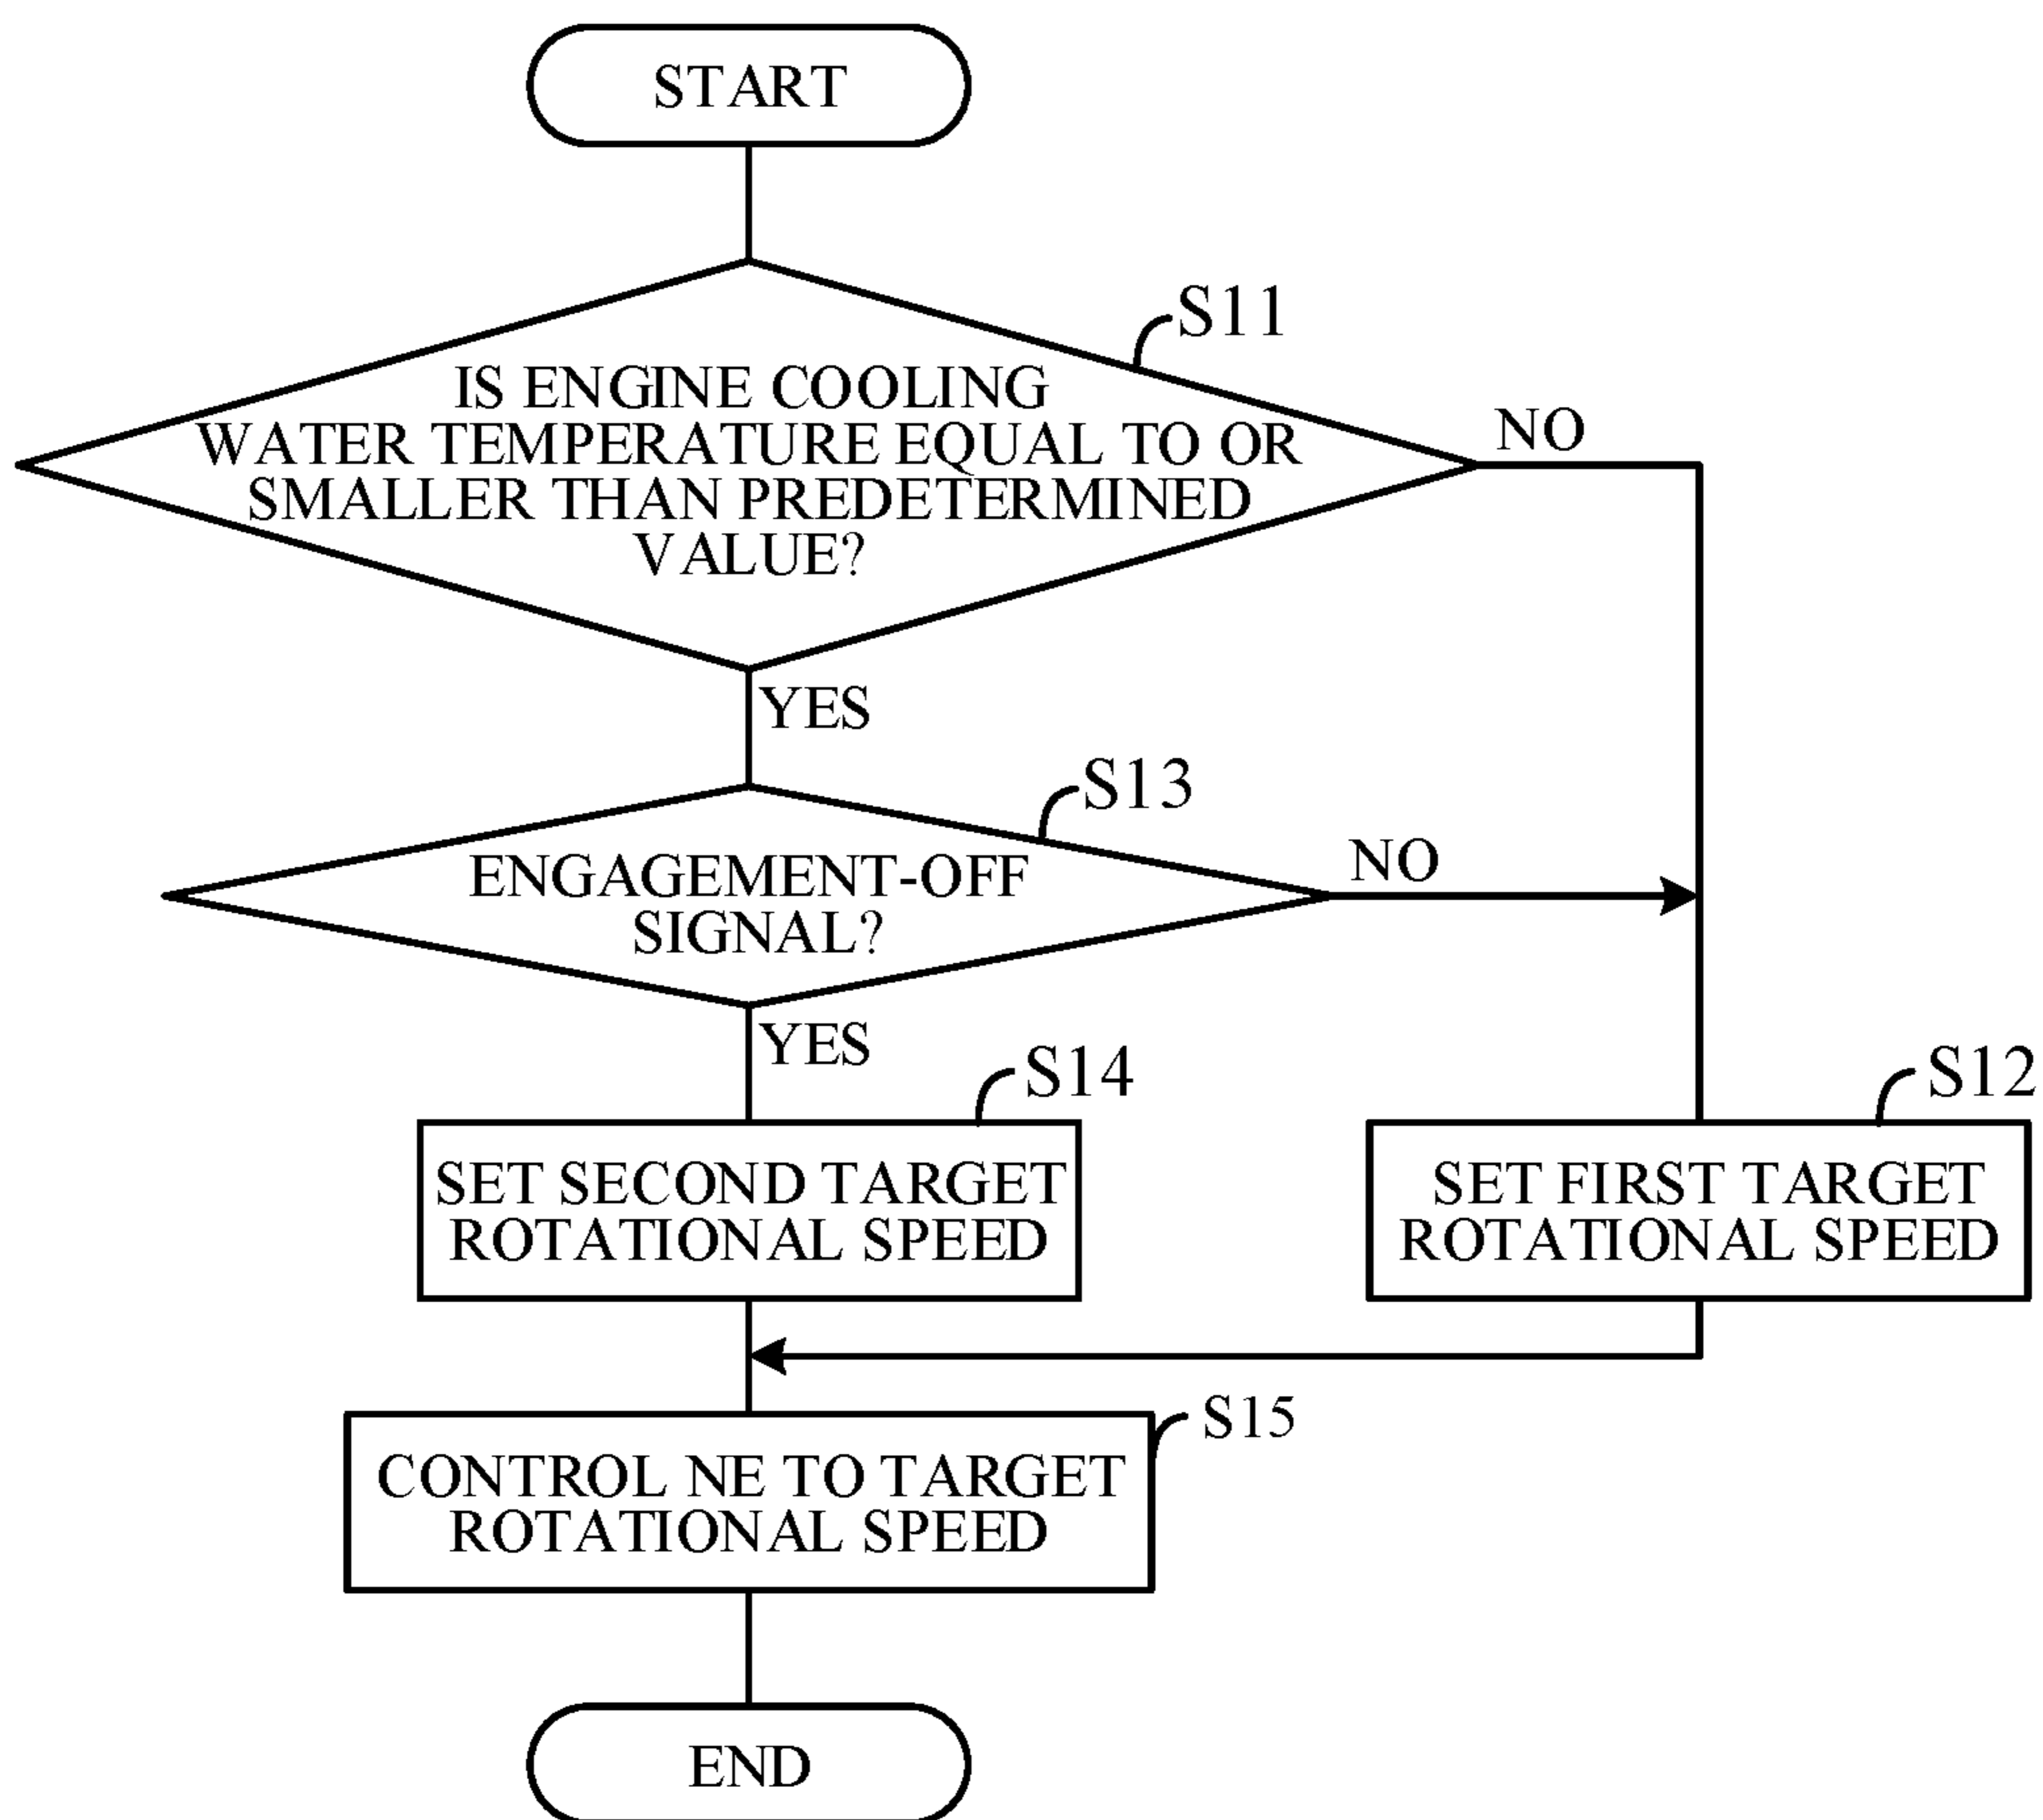 START
S11
IS ENGINE COOLING
WATER TEMPERATURE EQUAL TO OR
SMALLER THAN PREDETERMINED
VALUE?
NO
YES
S13
ENGAGEMENT-OFF
SIGNAL?
NO
YES
S14
SET SECOND TARGET
ROTATIONAL SPEED
S12
SET FIRST TARGET
ROTATIONAL SPEED
S15
CONTROL NE TO TARGET
ROTATIONAL SPEED
END